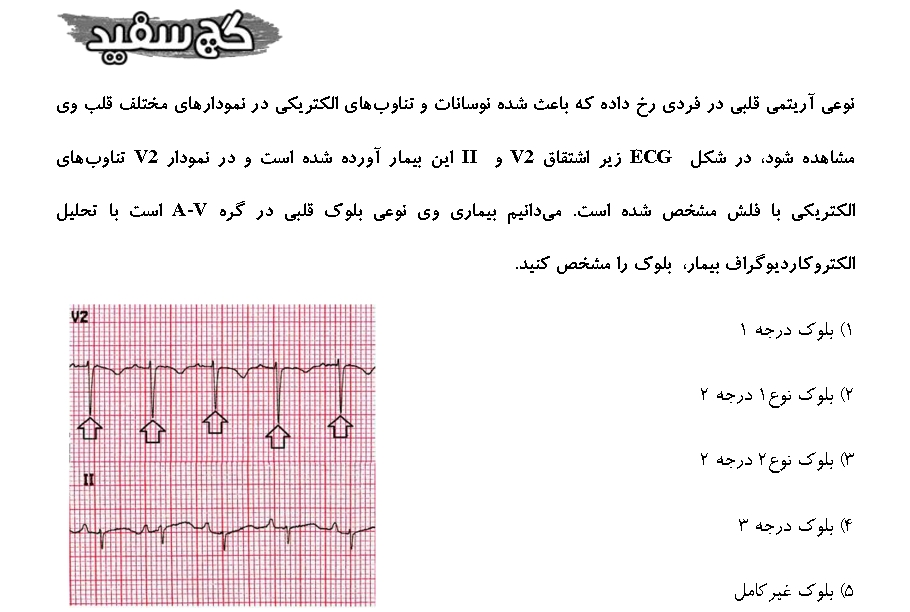 گچ سفید
نوعی آریتمی قلبی در فردی رخ داده که باعث شده نوسانات و تناوب‌های الکتریکی در نمودارهای مختلف قلب وی
مشاهده شود، در شکل ECG زیر اشتقاق V2 و II این بیمار آورده شده است و در نمودار V2 تناوب‌های
الکتریکی با فلش مشخص شده است. می‌دانیم بیماری وی نوعی بلوک قلبی در گره A-V است با تحلیل
الکتروکاردیوگراف بیمار، بلوک را مشخص کنید.
۱) بلوک درجه ۱
۲) بلوک نوع۱ درجه ۲
۳) بلوک نوع۲ درجه ۲
۴) بلوک درجه ۳
۵) بلوک غیرکامل
V2
II